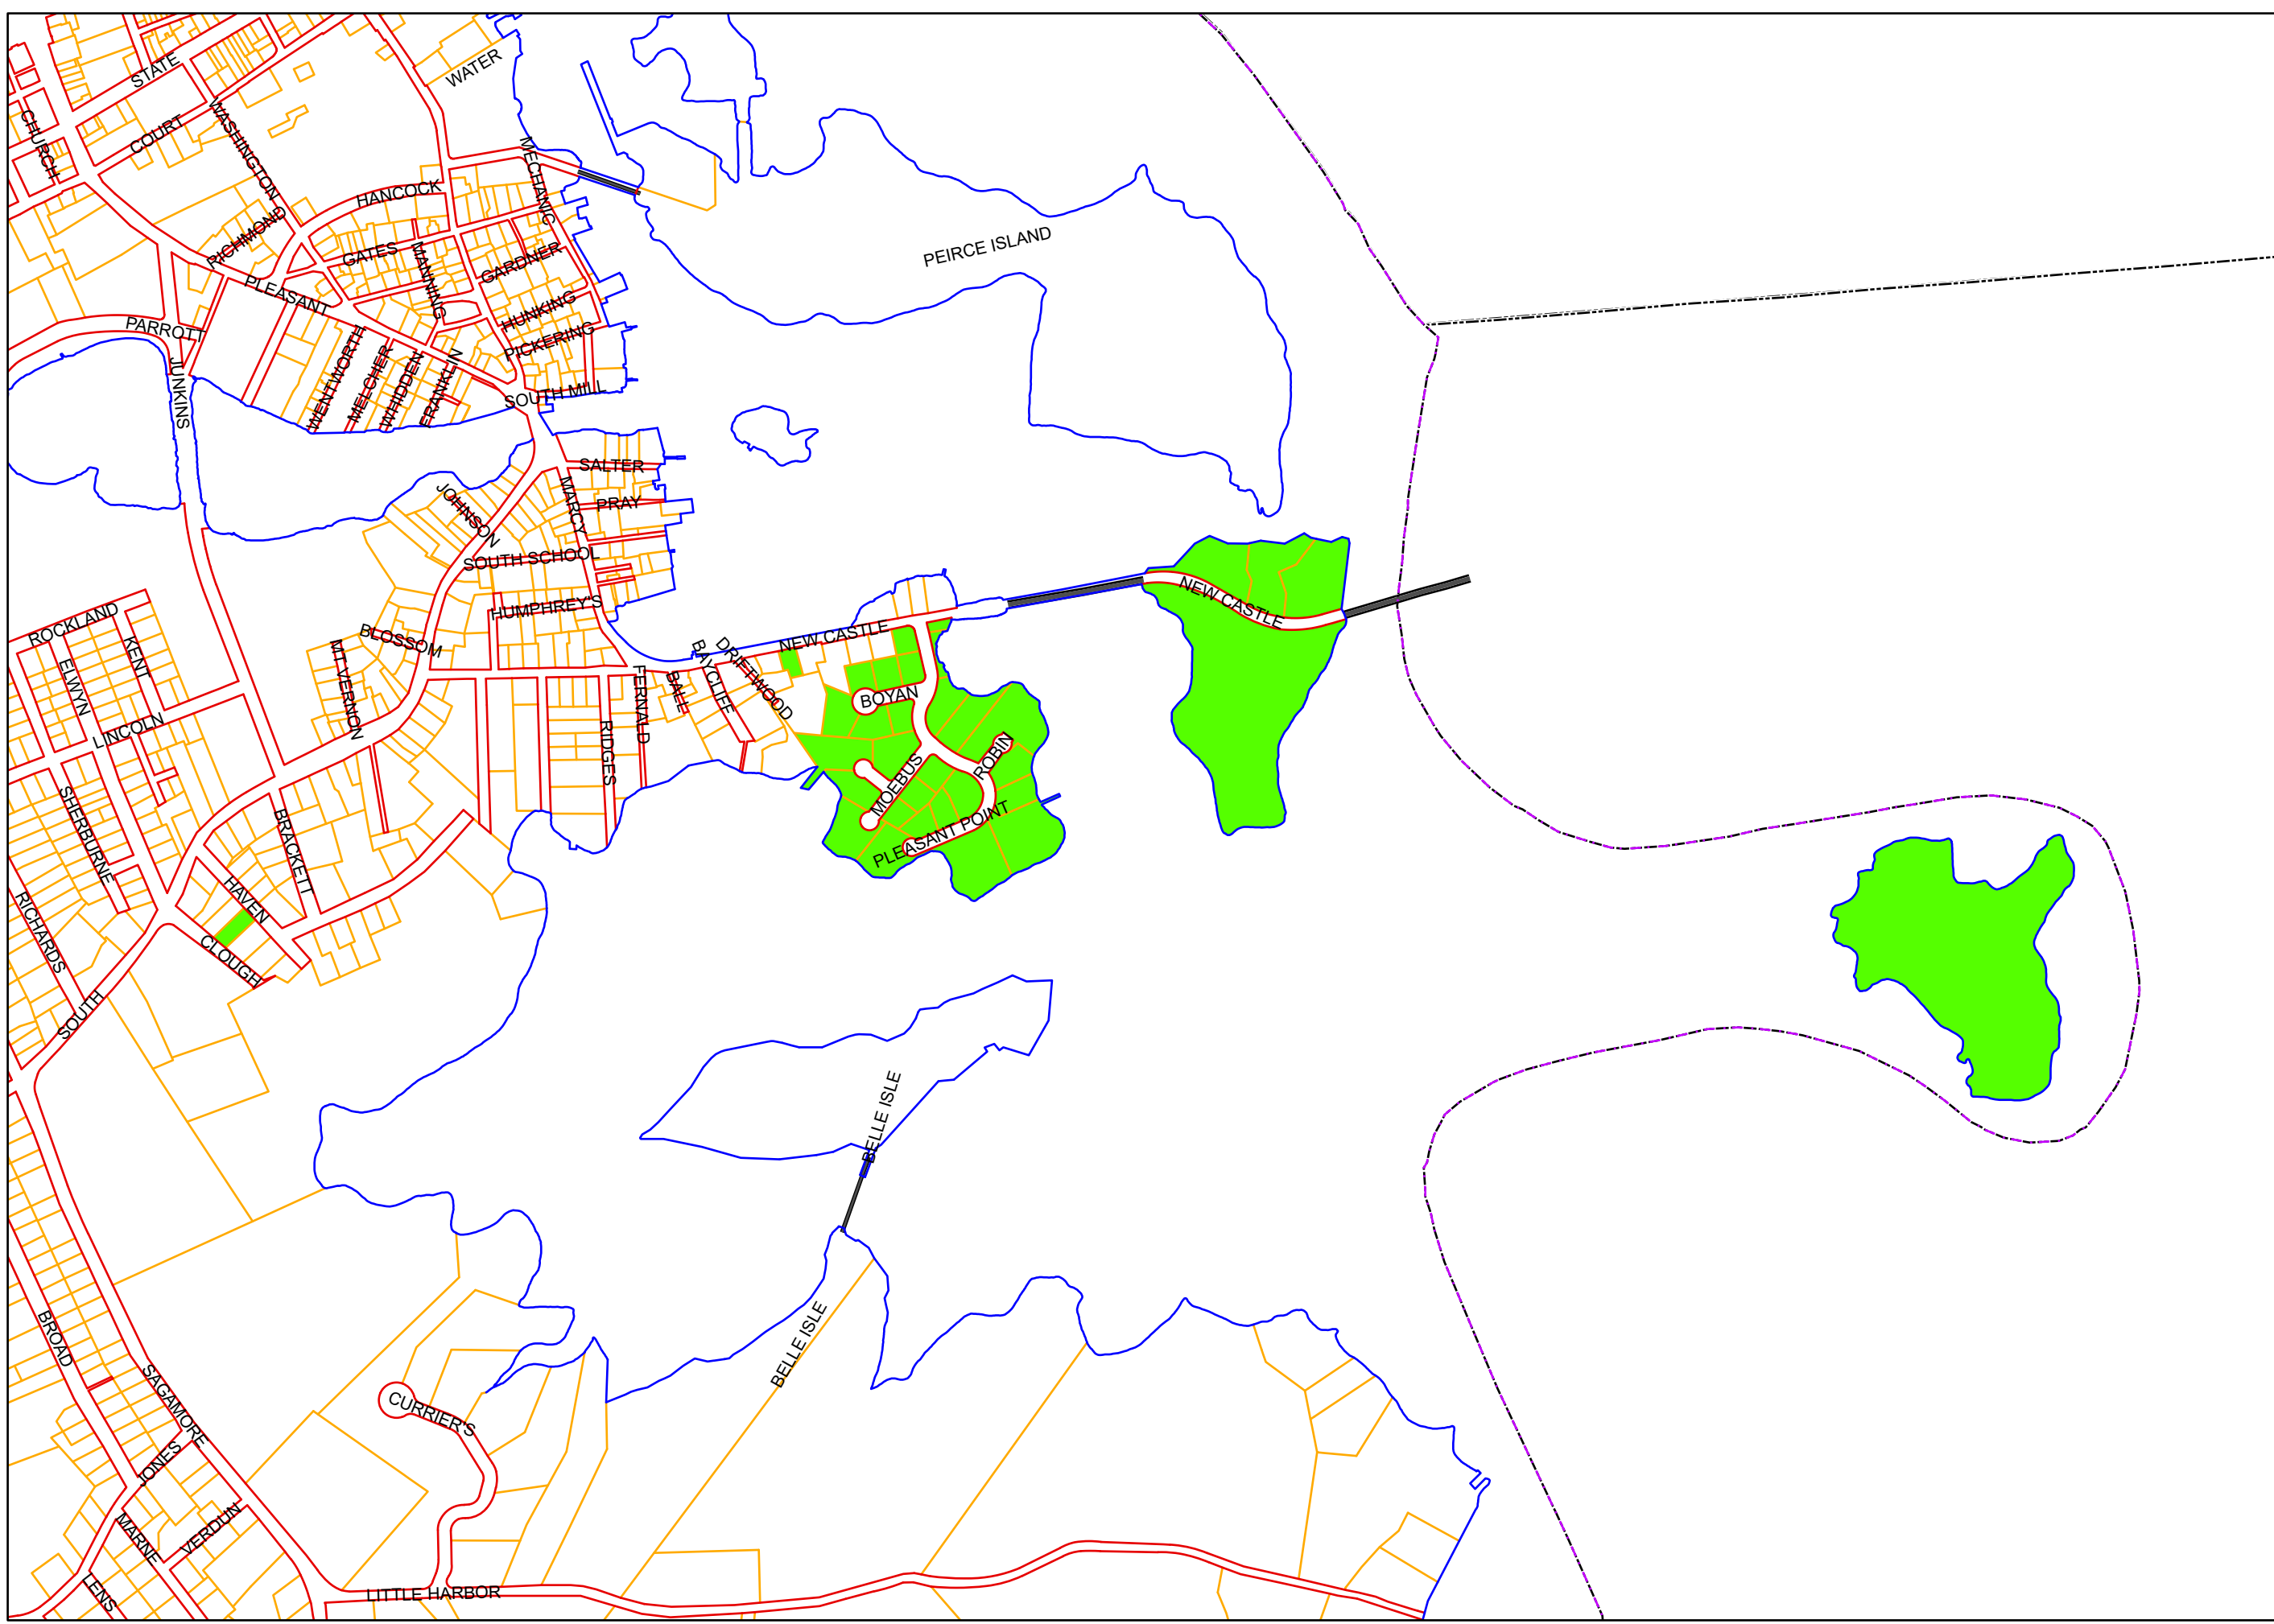 STATE
WATER
CHURCH
COURT
WASHINGTON
MECHANIC
HANCOCK
RICHMOND
GATES
MANNING
GARDNER
PEIRCE ISLAND
PLEASANT
HUNKING
PARROTT
PICKERING
JUNKINS
WENTWORTH
MELCHER
WHIDDEN
FRANKLIN
SOUTH MILL
SALTER
JOHNSON
MARCY
PRAY
SOUTH SCHOOL
HUMPHREY'S
NEW CASTLE
ROCKLAND
KENT
ELWYN
BLOSSOM
MT VERNON
NEW CASTLE
DRIFTWOOD
BAYCLIFF
BALL
FERNALD
BOYAN
LINCOLN
RIDGES
ROBIN
MOEBUS
SHERBURNE
BRACKETT
PLEASANT POINT
HAVEN
RICHARDS
CLOUGH
SOUTH
BELLE ISLE
BELLE ISLE
BROAD
SAGAMORE
CURRIER'S
JONES
MARNE
VERDUN
LENS
LITTLE HARBOR